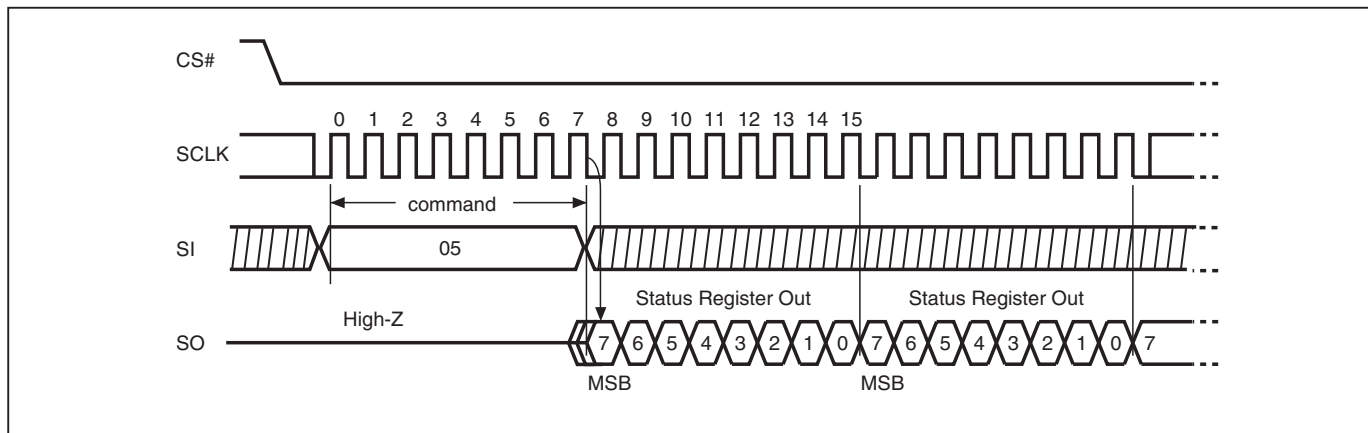 CS#
0 1 2 3 4 5 6 7 8 9 10 11 12 13 14 15
SCLK
command
SI
05
Status Register Out Status Register Out
High-Z
SO
7 6 5 4 3 2 1 0 7 6 5 4 3 2 1 0 7
MSB MSB